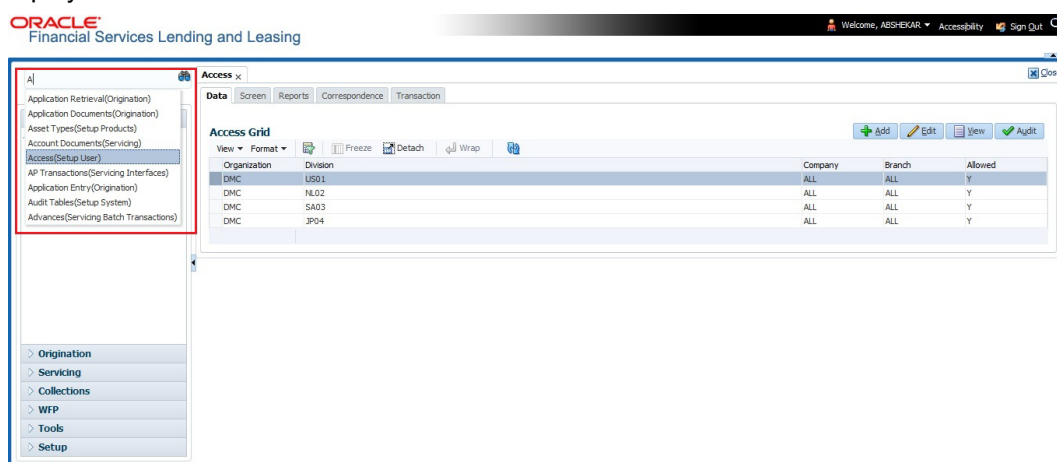 ORACLE
Financial Services Lending and Leasing
Welcome, ABSHEKAR Accessibility Sign Out
A
Application Retrieval(Origination)
Application Documents(Origination)
Asset Types(Setup Products)
Account Documents(Servicing)
Access(Setup User)
AP Transactions(Servicing Interfaces)
Application Entry(Origination)
Audit Tables(Setup System)
Advances(Servicing Batch Transactions)
Origination
Servicing
Collections
WFP
Tools
Setup
Access x
Data Screen Reports Correspondence Transaction
Access Grid
Add Edit View Audit
View Format Freeze Detach Wrap
Organization Division Company Branch Allowed
DMC US01 ALL ALL Y
DMC NL02 ALL ALL Y
DMC SA03 ALL ALL Y
DMC JP04 ALL ALL Y